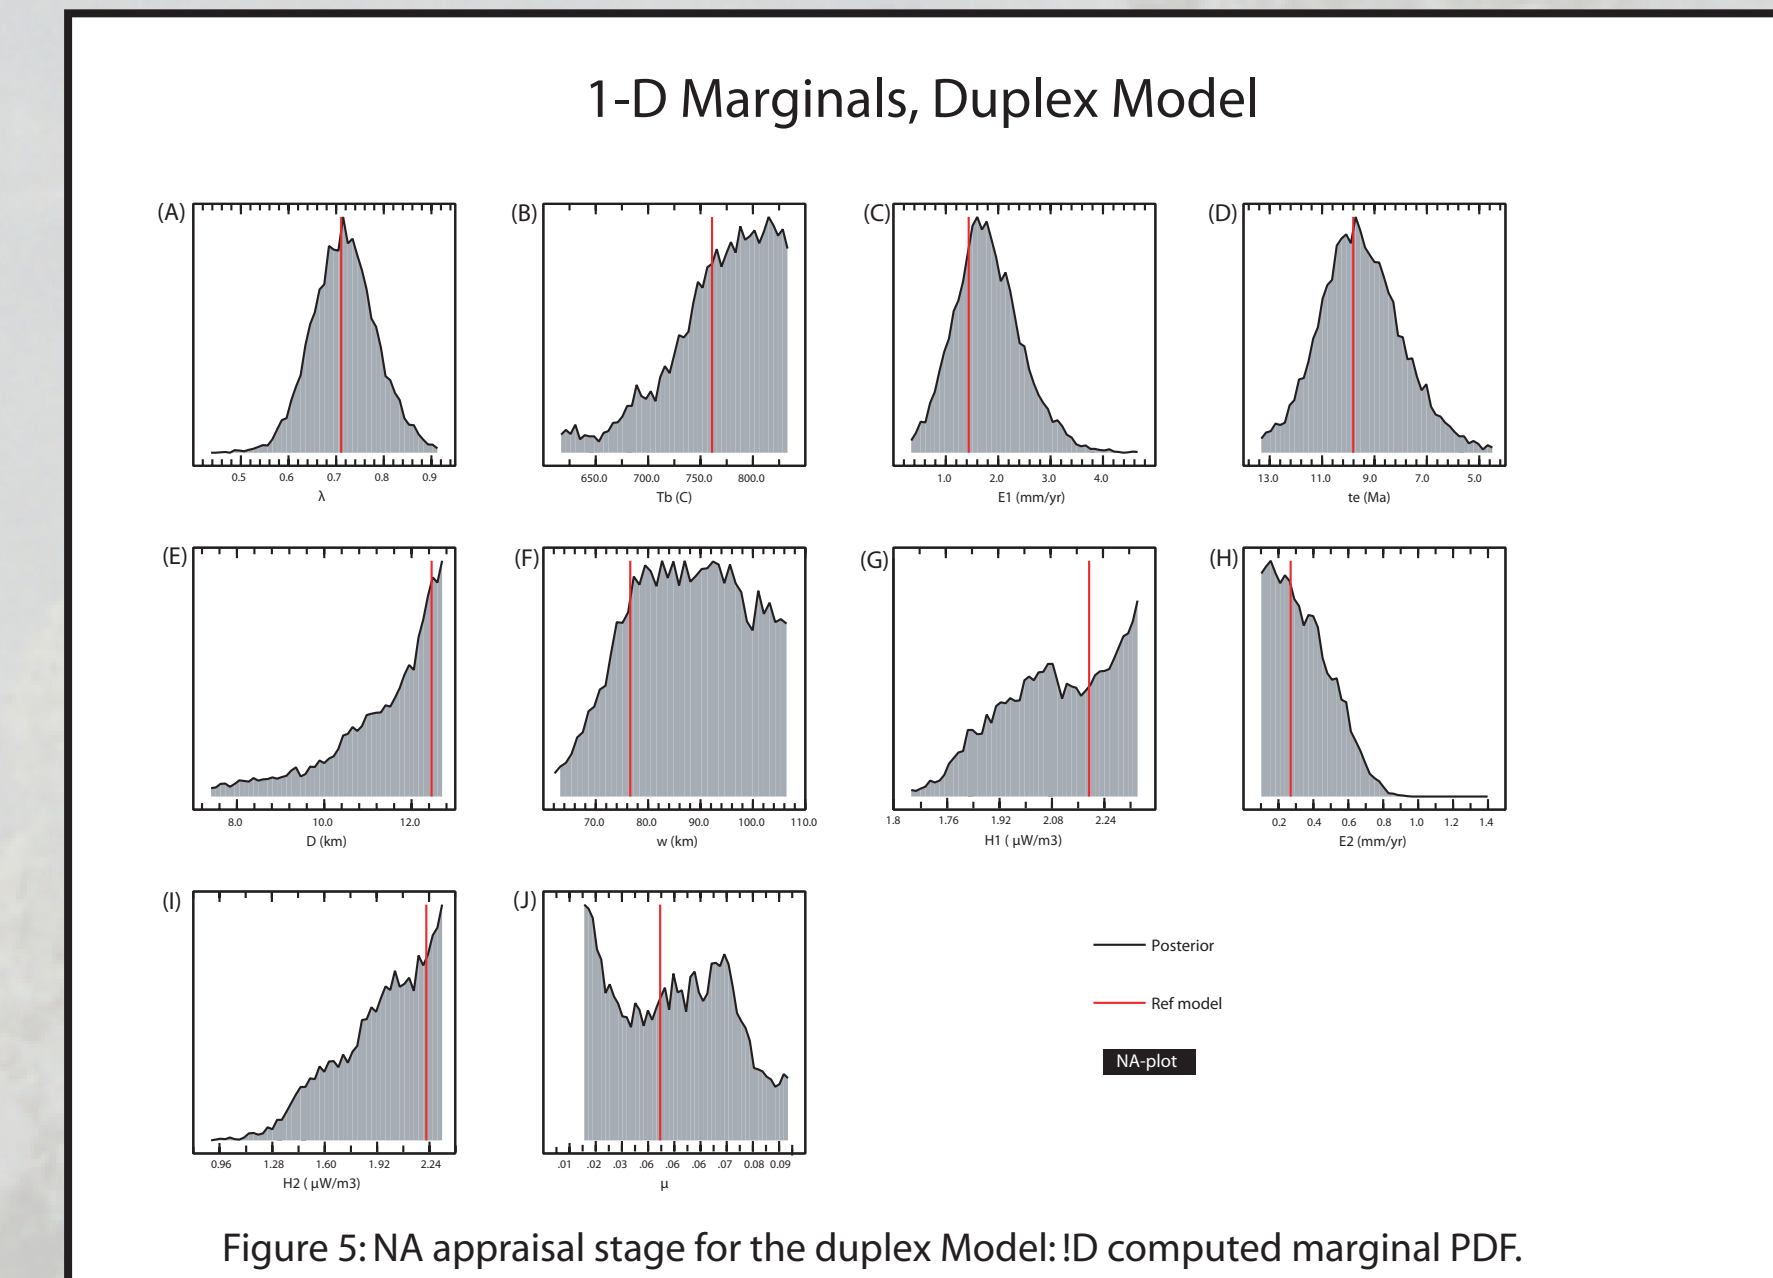 1-D Marginals, Duplex Model
(A)
(B)
(C)
(D)
0.5 0.6 0.7 0.8 0.9
650.0 700.0 750.0 800.0
1.0 2.0 3.0 4.0
13.0 11.0 9.0 7.0 5.0
λ
Tb (C)
E1 (mm/yr)
te (Ma)
(E)
(F)
(G)
(H)
8.0 10.0 12.0
70.0 80.0 90.0 100.0 110.0
1.8 1.76 1.92 2.08 2.24
0.2 0.4 0.6 0.8 1.0 1.2 1.4
D (km)
w (km)
H1 ( μW/m3)
E2 (mm/yr)
(I)
(J)
Posterior
Ref model
NA-plot
0.96 1.28 1.60 1.92 2.24
.01 .02 .03 .06 .06 .06 .07 0.08 0.09
H2 ( μW/m3)
μ
Figure 5: NA appraisal stage for the duplex Model: !D computed marginal PDF.